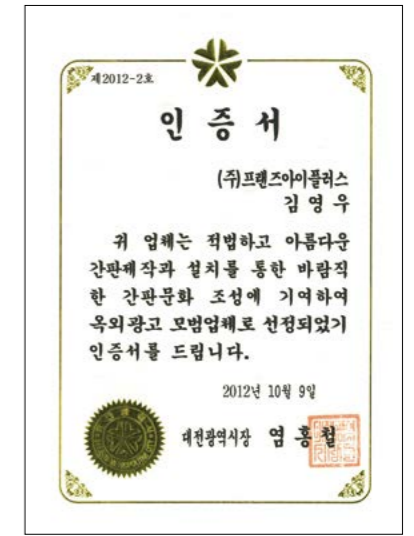 제2012-2호
인 증 서
(주)프랜즈아이플러스
김 영 우
귀 업체는 적법하고 아름다운
간판제작과 설치를 통한 바람직
한 간판문화 조성에 기여하여
옥외광고 모범업체로 선정되었기
인증서를 드립니다.
2012년 10월 9일
대전광역시장 염 홍 철